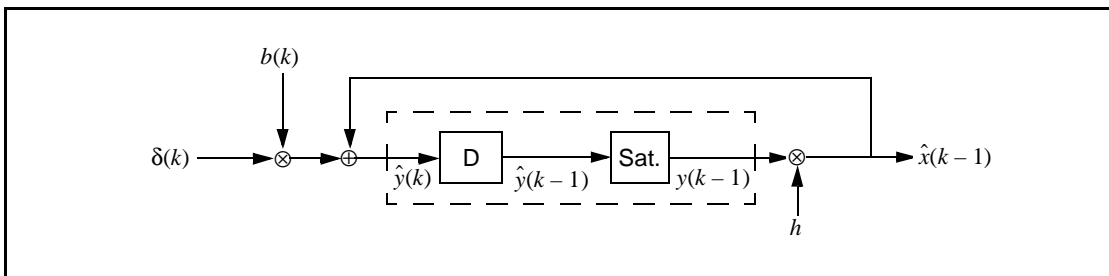 b(k)
δ(k)
D
Sat.
x̂(k – 1)
ŷ(k)
ŷ(k – 1)
y(k – 1)
h